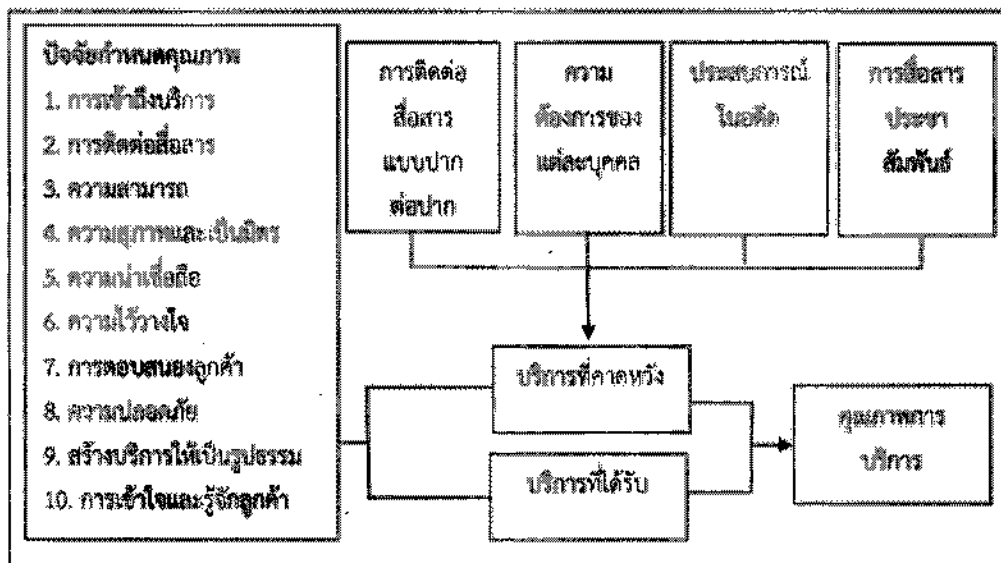 ปัจจัยกำหนดคุณภาพ
1. การเข้าถึงบริการ
2. การติดต่อสื่อสาร
3. ความสามารถ
4. ความสุภาพและเป็นมิตร
5. ความน่าเชื่อถือ
6. ความไว้วางใจ
7. การตอบสนองลูกค้า
8. ความปลอดภัย
9. สร้างบริการให้เป็นรูปธรรม
10. การเข้าใจและรู้จักลูกค้า
การติดต่อ
สื่อสาร
แบบปาก
ต่อปาก
ความ
ต้องการของ
แต่ละบุคคล
ประสบการณ์
ในอดีต
การสื่อสาร
ประชา
สัมพันธ์
บริการที่คาดหวัง
บริการที่ได้รับ
คุณภาพการ
บริการ